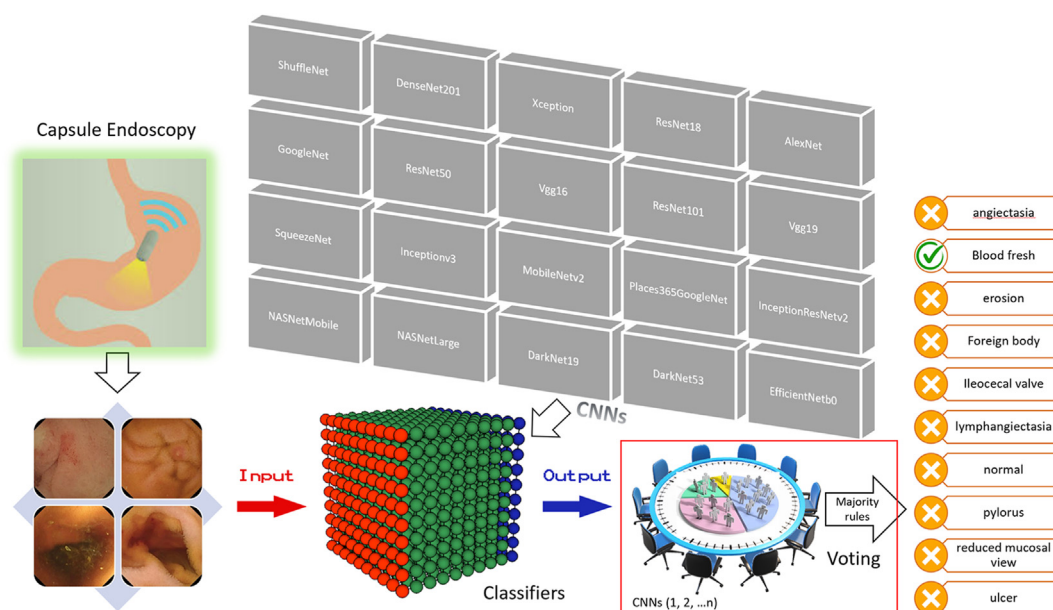 Capsule Endoscopy
ShuffleNet
DenseNet201
Xception
ResNet18
AlexNet
GoogleNet
ResNet50
Vgg16
ResNet101
Vgg19
SqueezeNet
Inceptionv3
MobileNetv2
Places365GoogleNet
InceptionResNetv2
NASNetMobile
NASNetLarge
DarkNet19
DarkNet53
EfficientNetb0
CNNs
Input
Classifiers
Output
CNNs (1, 2, ...n)
Majority
rules
Voting
angiectasia
Blood fresh
erosion
Foreign body
Ileocecal valve
lymphangiectasia
normal
pylorus
reduced mucosal
view
ulcer